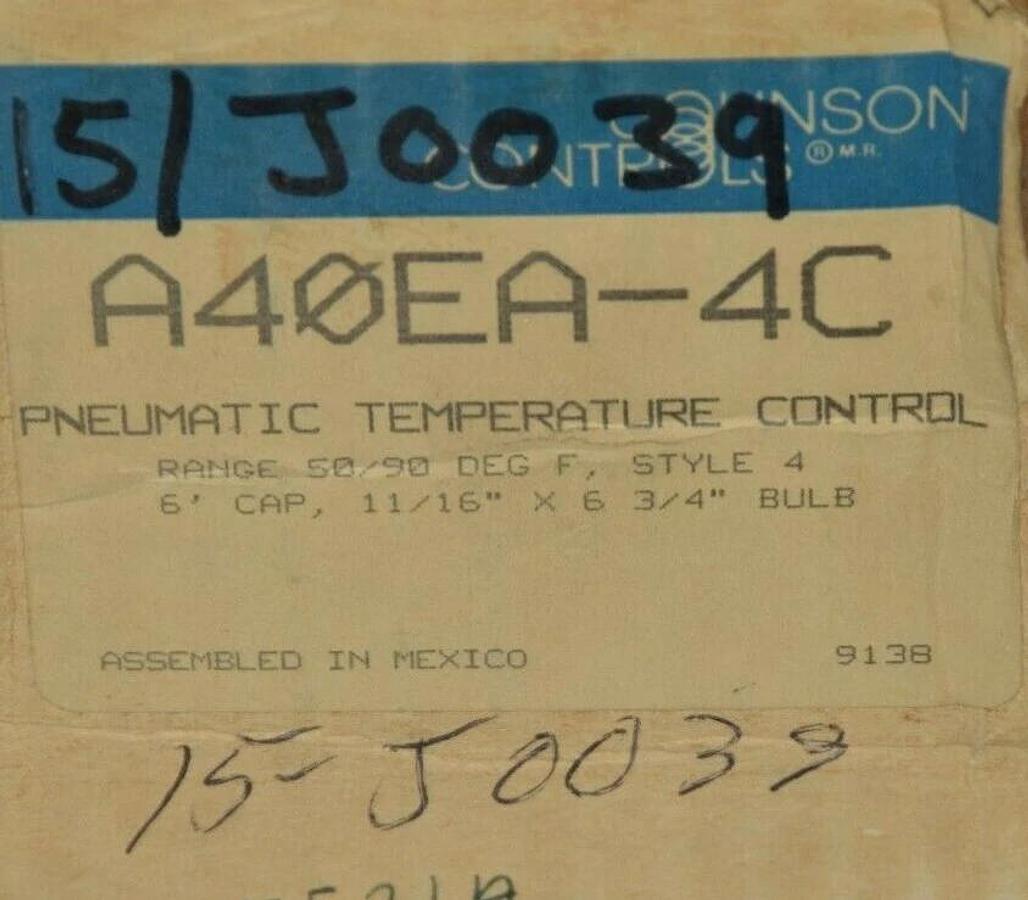 15/J0039
JOHNSON
CONTROLS ® M.R.
A40EA-4C
PNEUMATIC TEMPERATURE CONTROL
RANGE 50/90 DEG F, STYLE 4
6' CAP, 11/16" X 6 3/4" BULB
ASSEMBLED IN MEXICO 9138
15-J0039